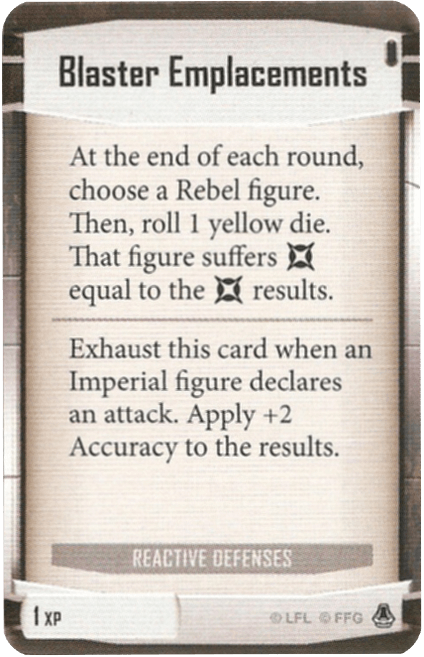 Blaster Emplacements
At the end of each round,
choose a Rebel figure.
Then, roll 1 yellow die.
That figure suffers
equal to the results.
Exhaust this card when an
Imperial figure declares
an attack. Apply +2
Accuracy to the results.
REACTIVE DEFENSES
1 XP
© LFL © FFG